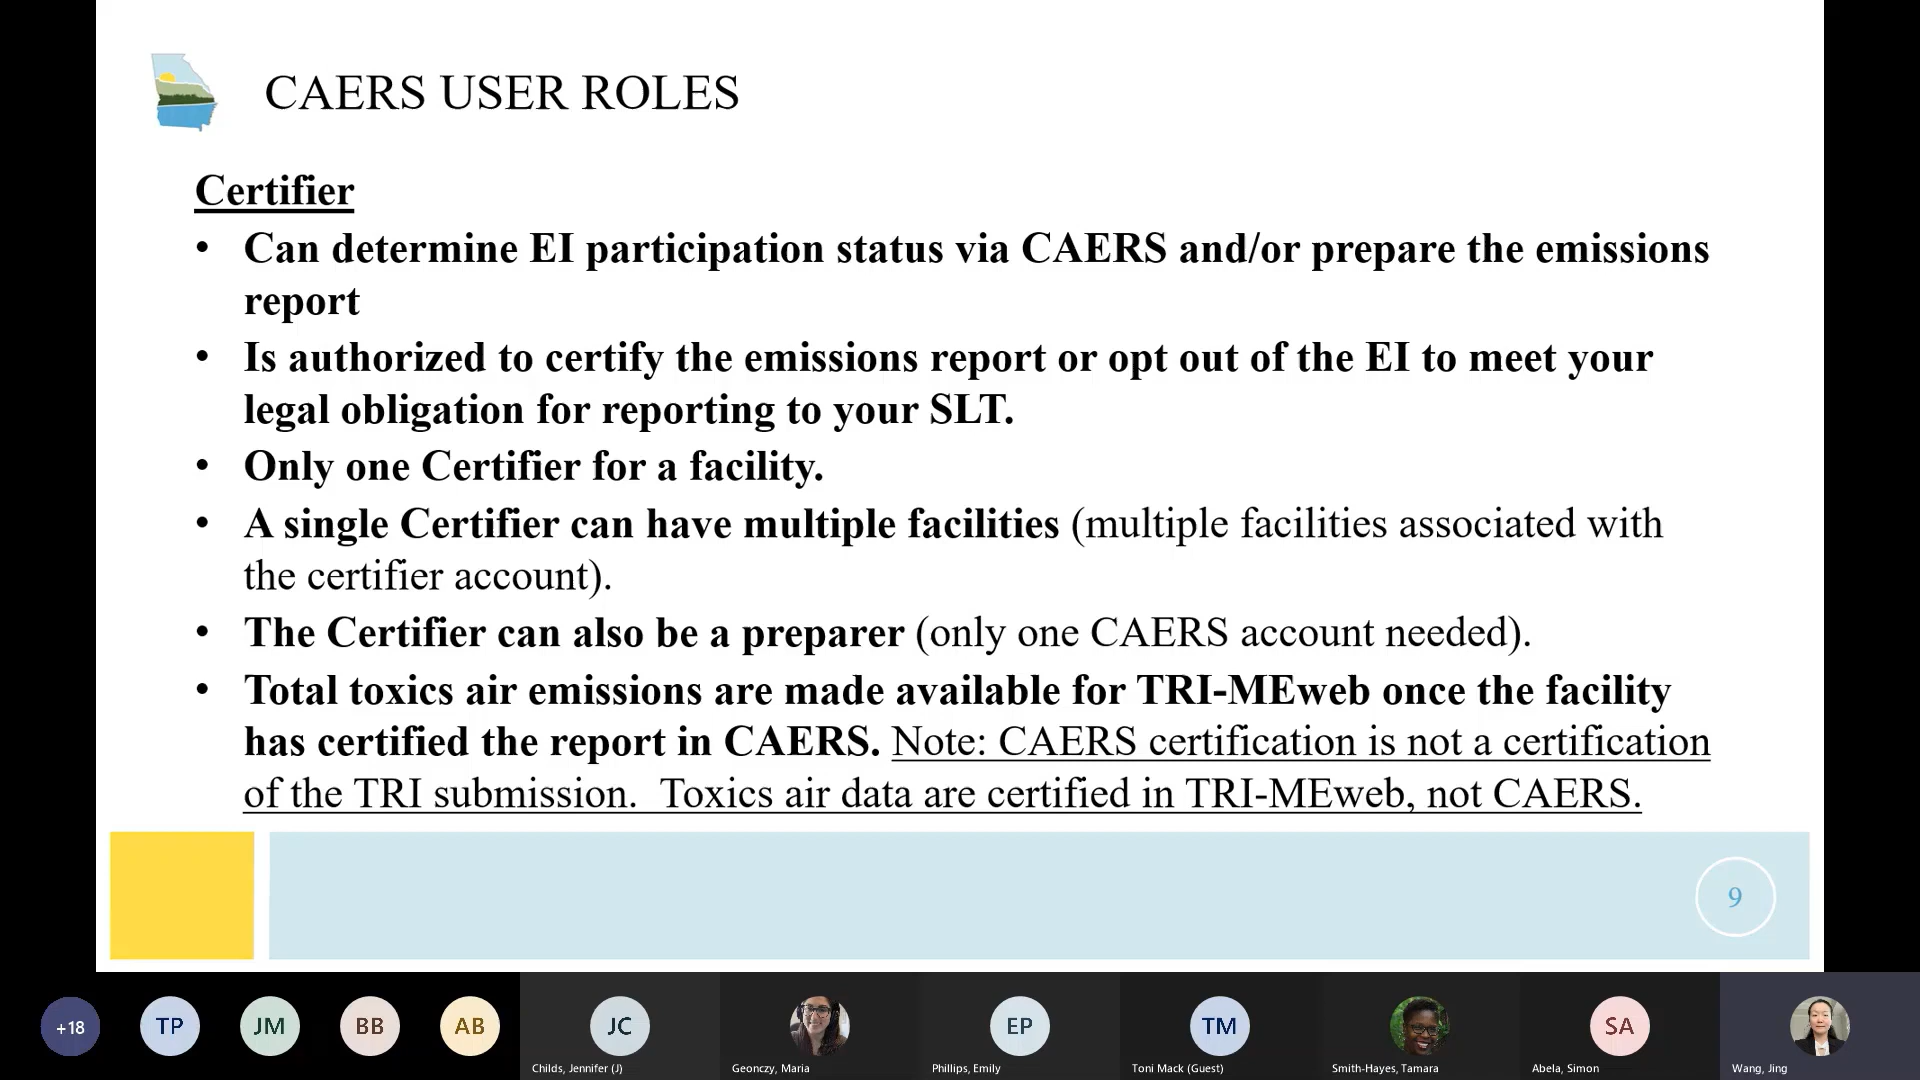 CAERS USER ROLES
Certifier
• Can determine EI participation status via CAERS and/or prepare the emissions
report
• Is authorized to certify the emissions report or opt out of the EI to meet your
legal obligation for reporting to your SLT.
• Only one Certifier for a facility.
• A single Certifier can have multiple facilities (multiple facilities associated with
the certifier account).
• The Certifier can also be a preparer (only one CAERS account needed).
• Total toxics air emissions are made available for TRI-MEweb once the facility
has certified the report in CAERS. Note: CAERS certification is not a certification
of the TRI submission.  Toxics air data are certified in TRI-MEweb, not CAERS.
9
+18
TP
JM
BB
AB
JC
EP
TM
SA
Childs, Jennifer (J)
Geonczy, Maria
Phillips, Emily
Toni Mack (Guest)
Smith-Hayes, Tamara
Abela, Simon
Wang, Jing